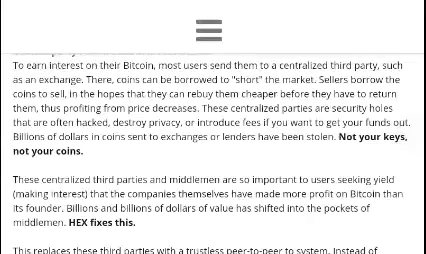 To earn interest on their Bitcoin, most users send them to a centralized third party, such
as an exchange. There, coins can be borrowed to "short" the market. Sellers borrow the
coins to sell, in the hopes that they can rebuy them cheaper before they have to return
them, thus profiting from price decreases. These centralized parties are security holes
that are often hacked, destroy privacy, or introduce fees if you want to get your funds out.
Billions of dollars in coins sent to exchanges or lenders have been stolen. Not your keys,
not your coins.
These centralized third parties and middlemen are so important to users seeking yield
(making interest) that the companies themselves have made more profit on Bitcoin than
its founder. Billions and billions of dollars of value has shifted into the pockets of
middlemen. HEX fixes this.
This replaces these third parties with a trustless peer-to-peer to system. Instead of